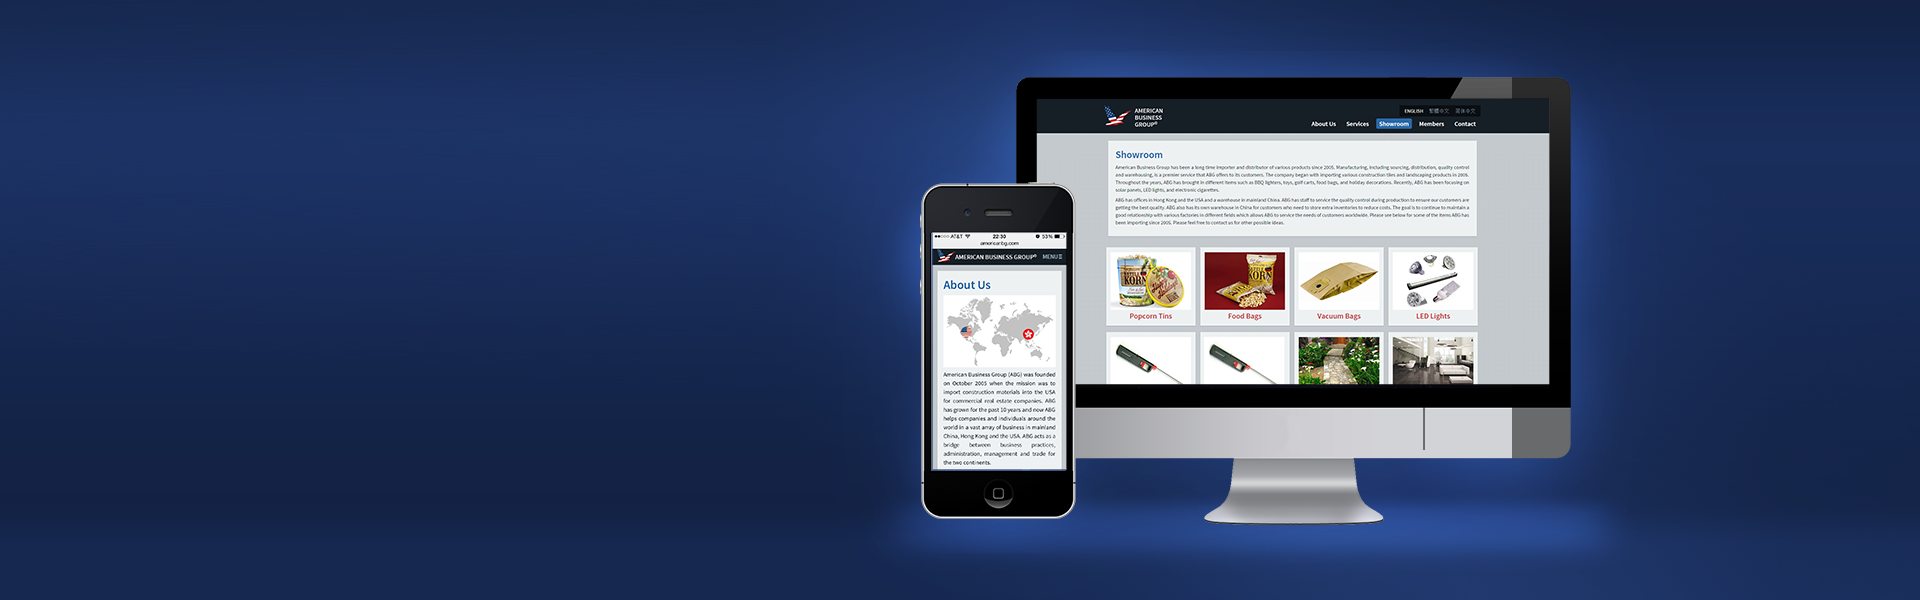 AMERICAN
BUSINESS
GROUP®
ENGLISH 繁體中文 简体中文
About Us Services Showroom Members Contact
Showroom
American Business Group has been a long time importer and distributor of various products since 2005. Manufacturing, including sourcing, distribution, quality control
and warehousing, is a premier service that ABG offers to its customers. The company began with importing various construction tiles and landscaping products in 2005.
Throughout the years, ABG has brought in different items such as BBQ lighters, toys, golf carts, food bags, and holiday decorations. Recently, ABG has been focusing on
solar panels, LED lights, and electronic cigarettes.
ABG has offices in Hong Kong and the USA and a warehouse in mainland China. ABG has staff to service the quality control during production to ensure our customers are
getting the best quality. ABG also has its own warehouse in China for customers who need to store extra inventories to reduce costs. The goal is to continue to maintain a
good relationship with various factories in different fields which allows ABG to service the needs of customers worldwide. Please see below for some of the items ABG has
been importing since 2005. Please feel free to contact us for other possible ideas.
KORN
KORN
Popcorn Tins Food Bags Vacuum Bags LED Lights
AT&T 22:30 53%
americanbg.com
AMERICAN BUSINESS GROUP® MENU☰
About Us
American Business Group (ABG) was founded
on October 2005 when the mission was to
import construction materials into the USA
for commercial real estate companies. ABG
has grown for the past 10 years and now ABG
helps companies and individuals around the
world in a vast array of business in mainland
China, Hong Kong and the USA. ABG acts as a
bridge between business practices,
administration, management and trade for
the two continents.